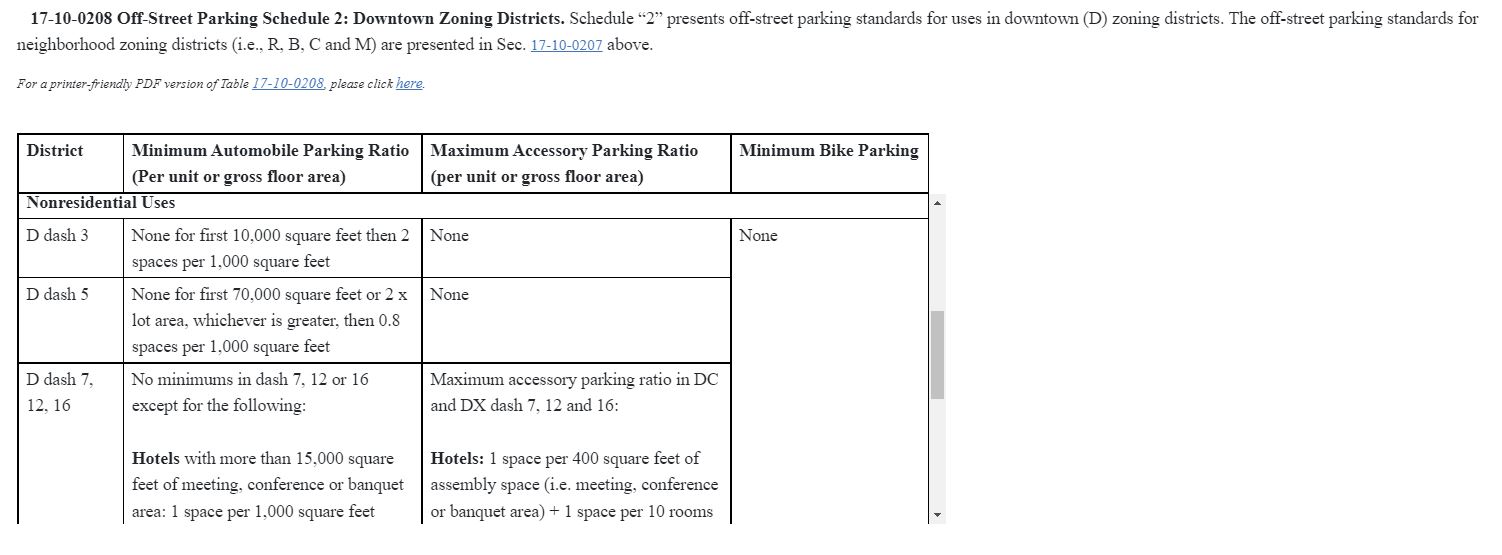 17-10-0208 Off-Street Parking Schedule 2: Downtown Zoning Districts. Schedule “2” presents off-street parking standards for uses in downtown (D) zoning districts. The off-street parking standards for
neighborhood zoning districts (i.e., R, B, C and M) are presented in Sec. 17-10-0207 above.
For a printer-friendly PDF version of Table 17-10-0208, please click here.
District
Minimum Automobile Parking Ratio
(Per unit or gross floor area)
Maximum Accessory Parking Ratio
(per unit or gross floor area)
Minimum Bike Parking
Nonresidential Uses
D dash 3
None for first 10,000 square feet then 2
spaces per 1,000 square feet
None
None
D dash 5
None for first 70,000 square feet or 2 x
lot area, whichever is greater, then 0.8
spaces per 1,000 square feet
None
D dash 7,
12, 16
No minimums in dash 7, 12 or 16
except for the following:
Hotels with more than 15,000 square
feet of meeting, conference or banquet
area: 1 space per 1,000 square feet
Maximum accessory parking ratio in DC
and DX dash 7, 12 and 16:
Hotels: 1 space per 400 square feet of
assembly space (i.e. meeting, conference
or banquet area) + 1 space per 10 rooms